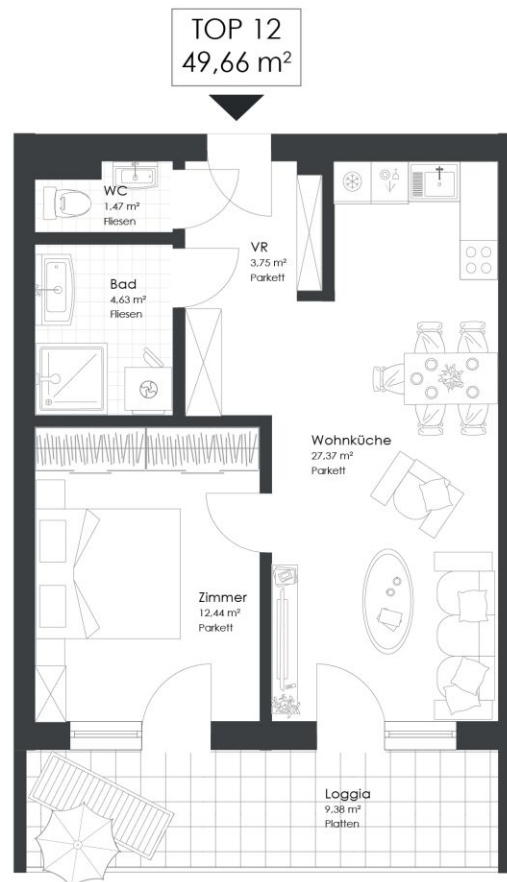 TOP 12
49,66 m²
WC
1.47 m²
Fliesen
VR
3,75 m²
Parkett
Bad
4,63 m²
Fliesen
Wohnküche
27,37 m²
Parkett
Zimmer
12,44 m²
Parkett
Loggia
9,38 m²
Platten